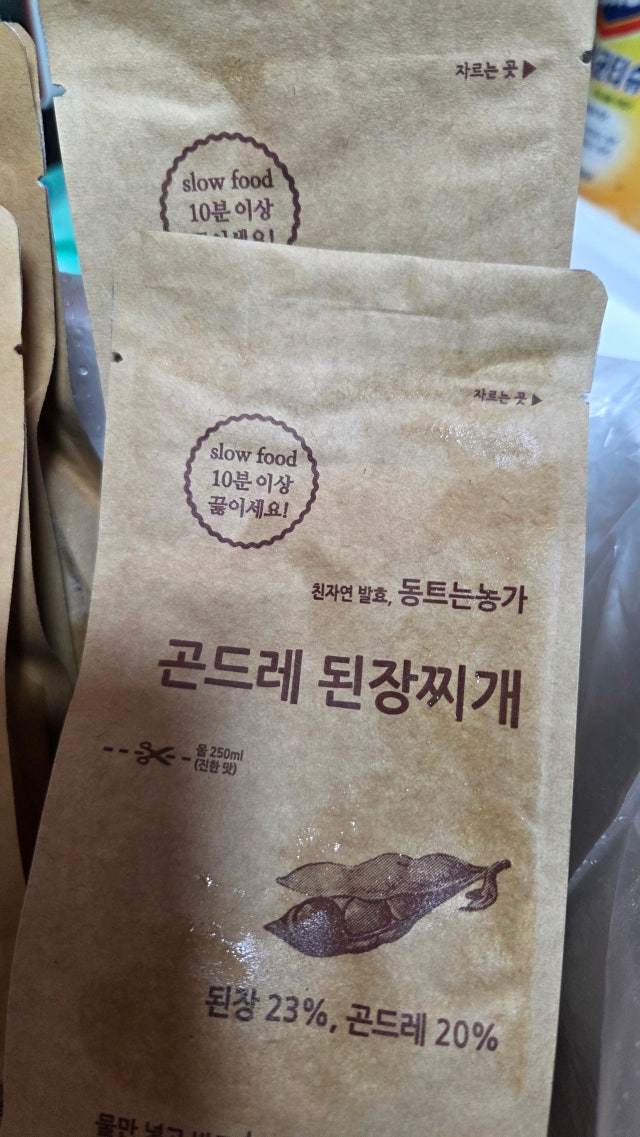 자르는 곳▶
slow food
10분 이상
자르는 곳▶
slow food
10분 이상
끓이세요!
친자연 발효, 동트는농가
곤드레 된장찌개
물 250ml
(진한 맛)
된장 23%, 곤드레 20%
물만